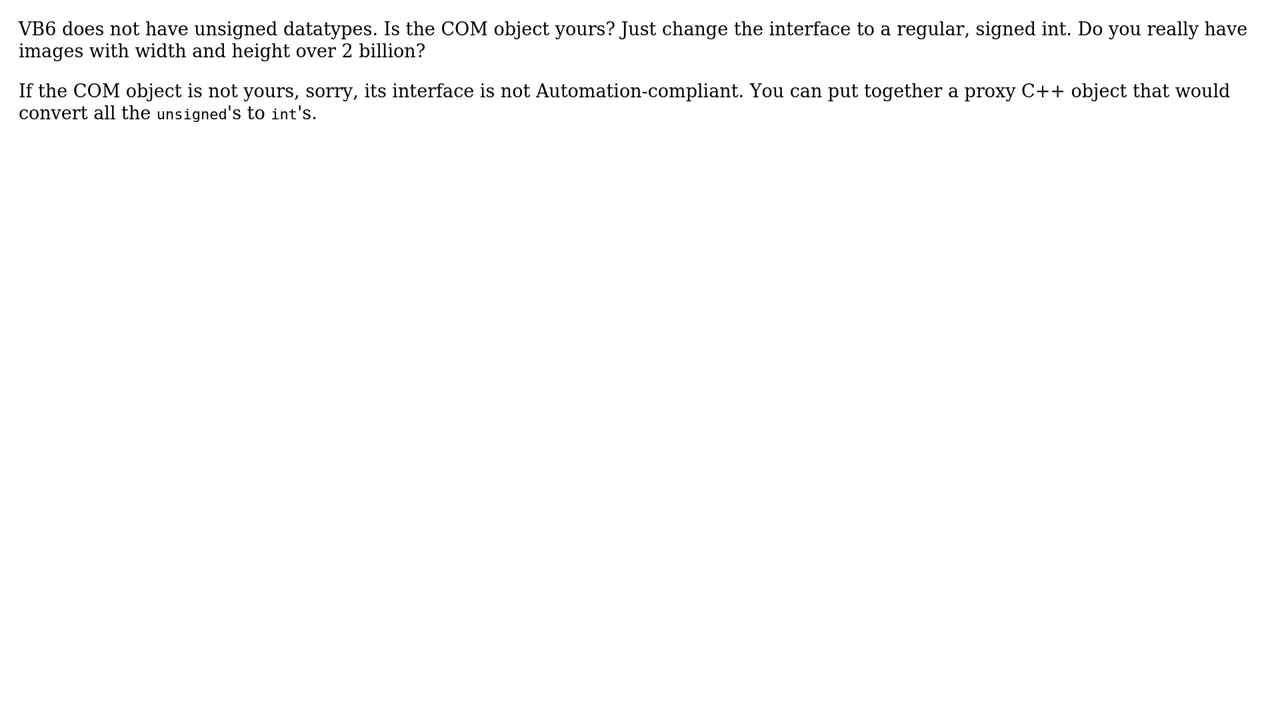 VB6 does not have unsigned datatypes. Is the COM object yours? Just change the interface to a regular, signed int. Do you really have
images with width and height over 2 billion?
If the COM object is not yours, sorry, its interface is not Automation-compliant. You can put together a proxy C++ object that would
convert all the unsigned's to int's.